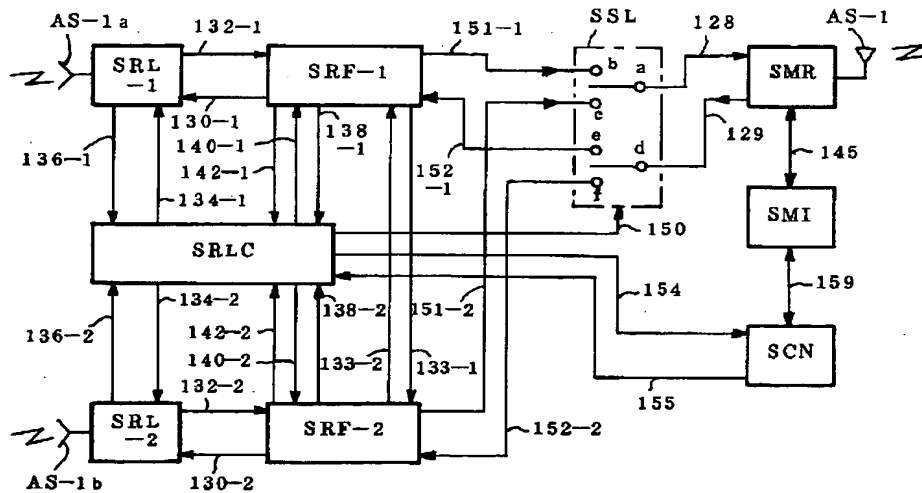 AS-1a
132-1
151-1
SSL
128
AS-1
SRL
-1
SRF-1
b
a
SMR
130-1
c
136-1
140-1
138
-1
e
129
142-1
152
-1
d
145
134-1
f
SMI
150
SRLC
154
159
134-2
138-2
151-2
136-2
142-2
140-2
133-2
133-1
SCN
132-2
155
SRL
-2
SRF-2
152-2
AS-1b
130-2